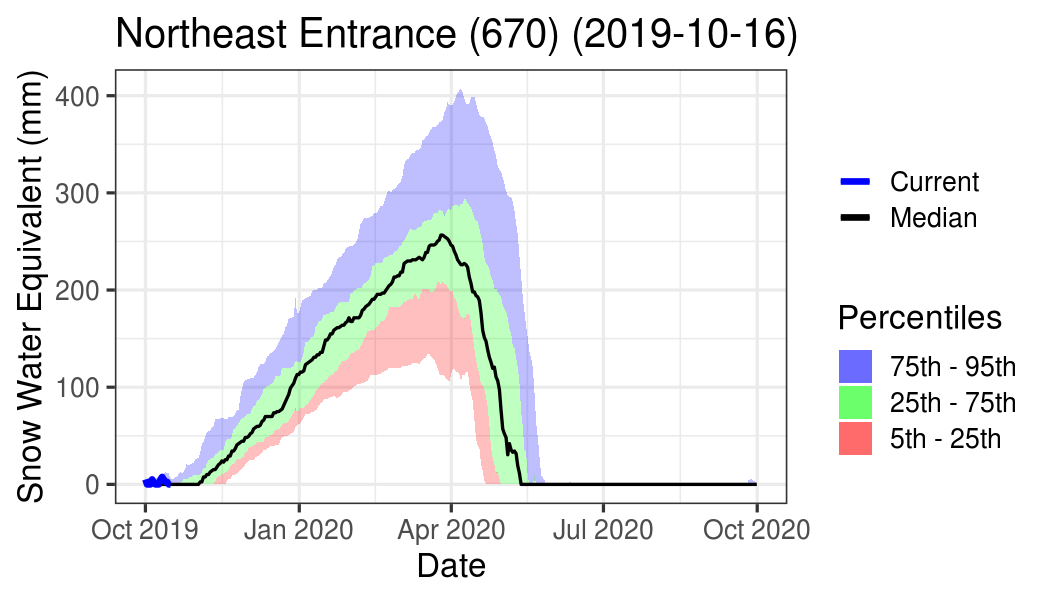 Northeast Entrance (670) (2019-10-16)
Snow Water Equivalent (mm)
400
300
200
100
0
Oct 2019
Jan 2020
Apr 2020
Jul 2020
Oct 2020
Date
Current
Median
Percentiles
75th - 95th
25th - 75th
5th - 25th